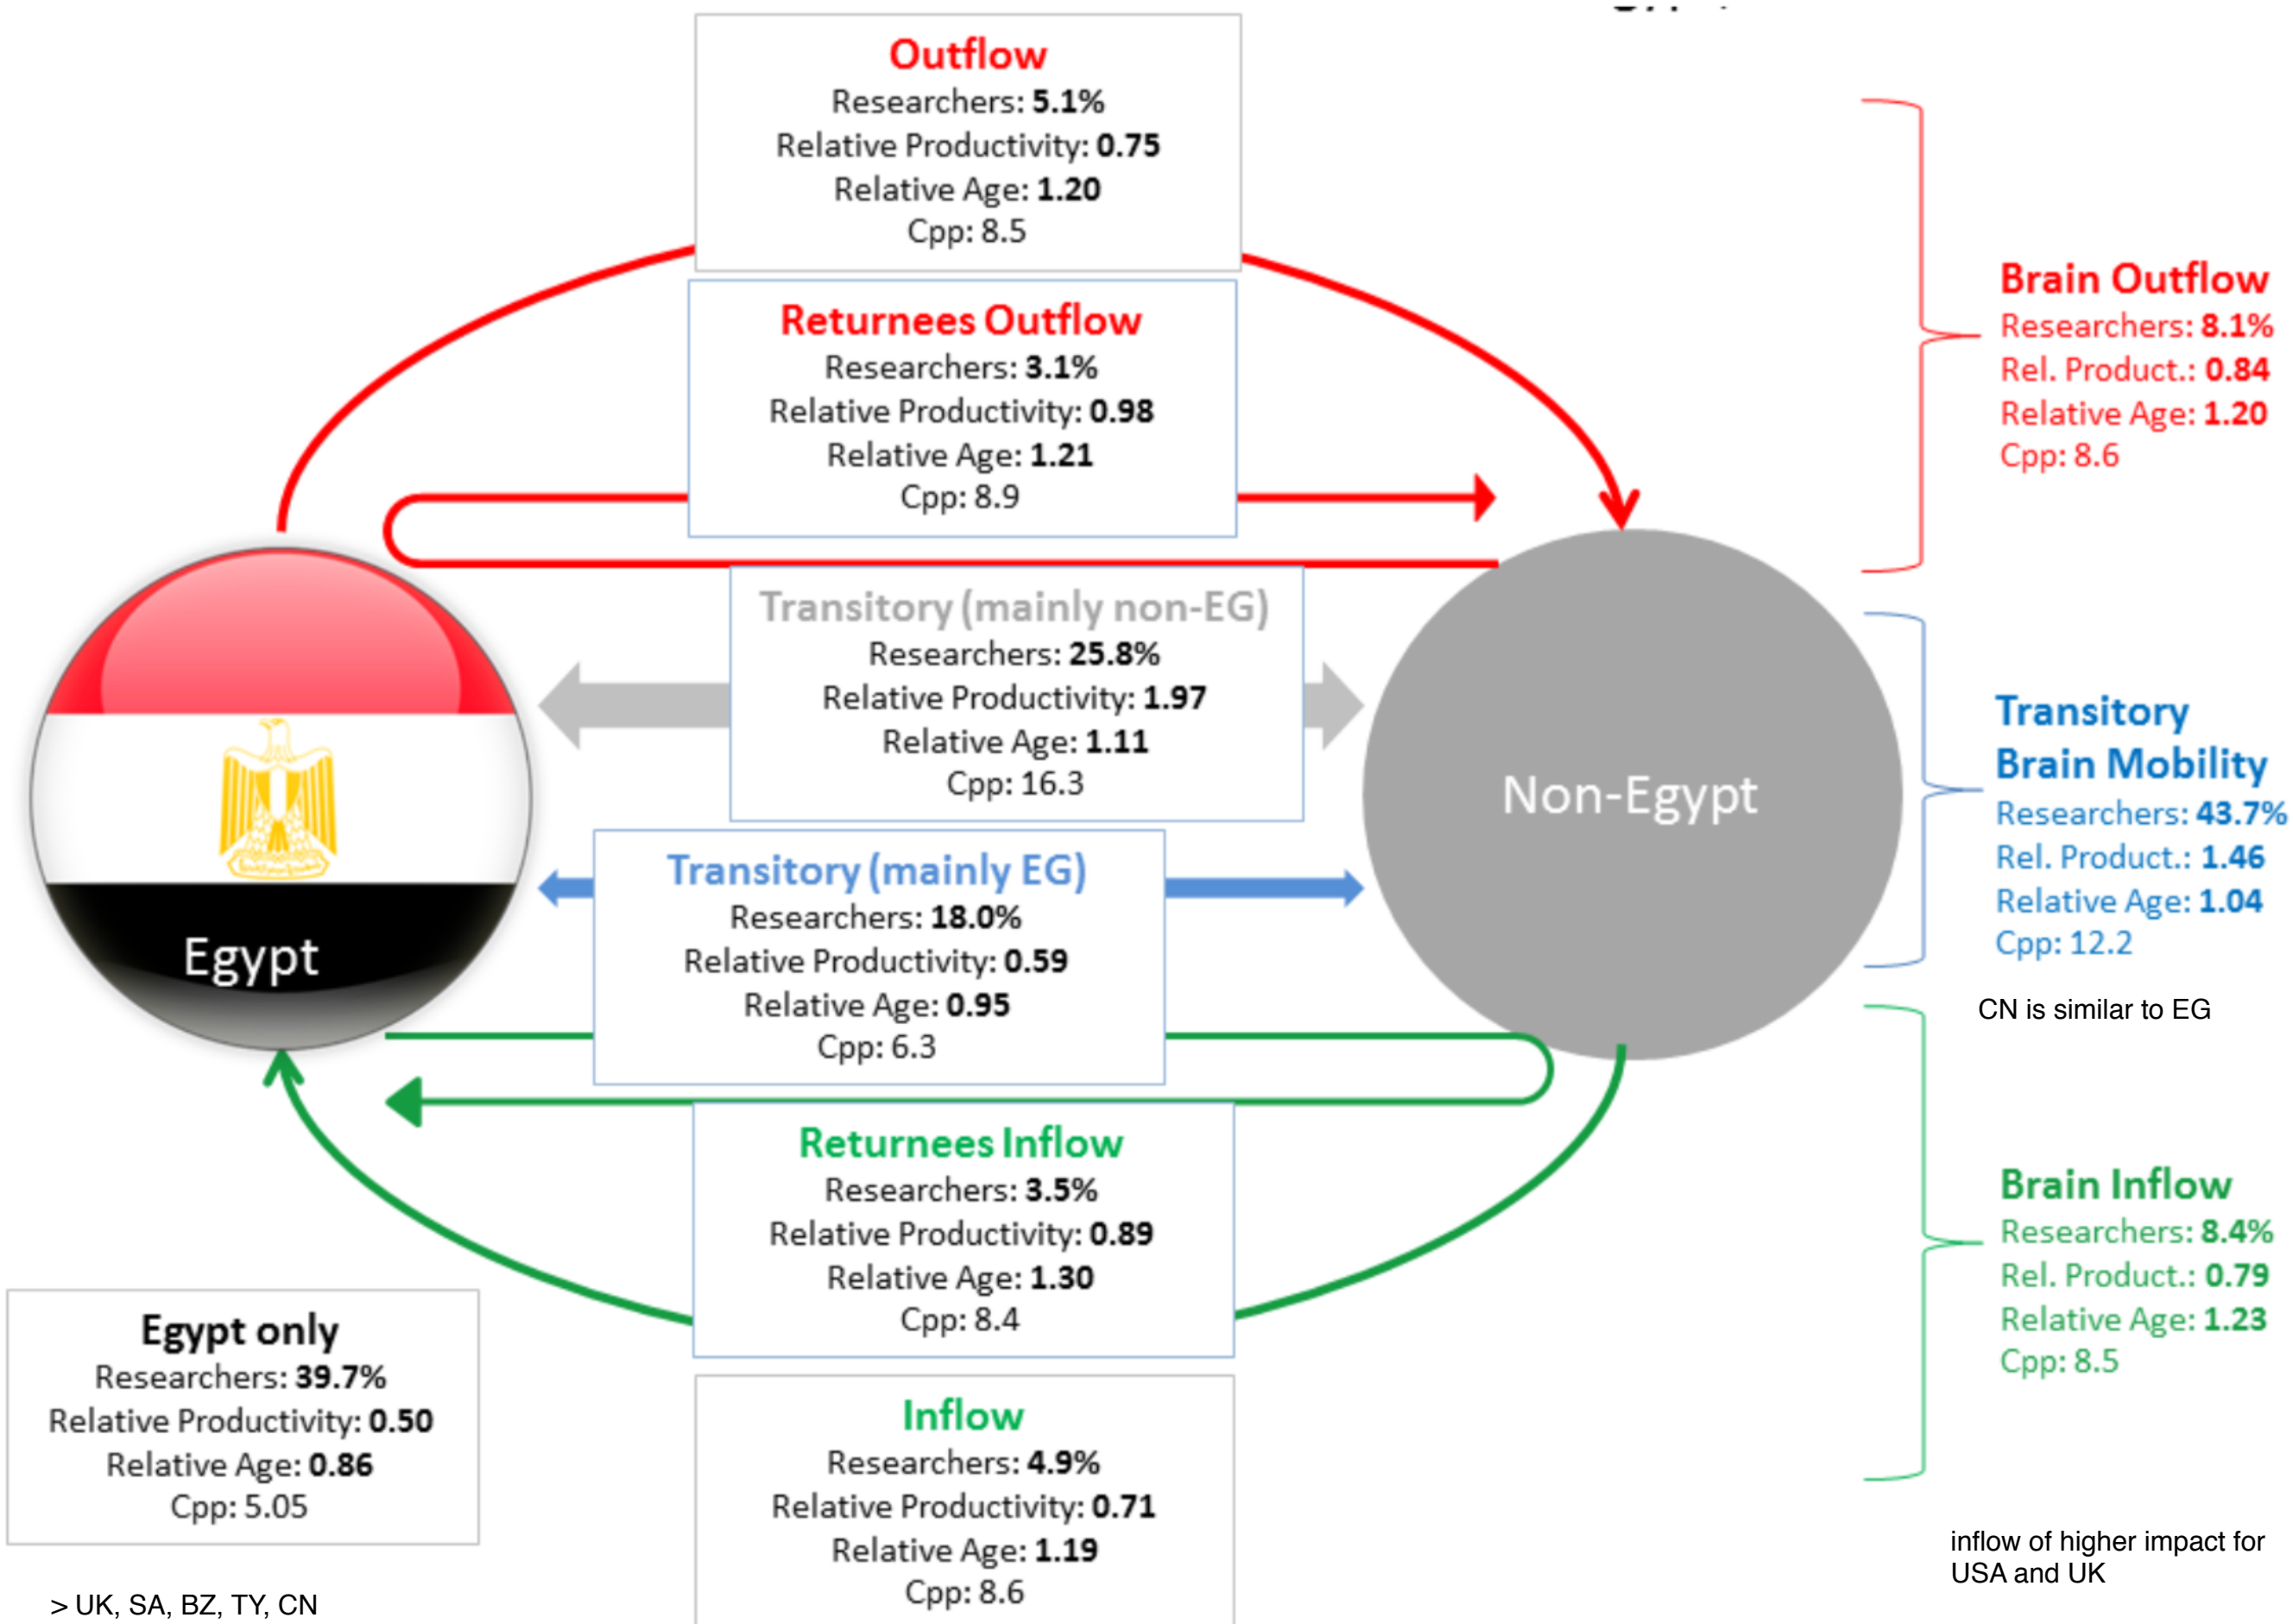 Outflow
Researchers: 5.1%
Relative Productivity: 0.75
Relative Age: 1.20
Cpp: 8.5
Returnees Outflow
Researchers: 3.1%
Relative Productivity: 0.98
Relative Age: 1.21
Cpp: 8.9
Brain Outflow
Researchers: 8.1%
Rel. Product.: 0.84
Relative Age: 1.20
Cpp: 8.6
Transitory (mainly non-EG)
Researchers: 25.8%
Relative Productivity: 1.97
Relative Age: 1.11
Cpp: 16.3
Egypt
Non-Egypt
Transitory (mainly EG)
Researchers: 18.0%
Relative Productivity: 0.59
Relative Age: 0.95
Cpp: 6.3
Transitory
Brain Mobility
Researchers: 43.7%
Rel. Product.: 1.46
Relative Age: 1.04
Cpp: 12.2
CN is similar to EG
Returnees Inflow
Researchers: 3.5%
Relative Productivity: 0.89
Relative Age: 1.30
Cpp: 8.4
Brain Inflow
Researchers: 8.4%
Rel. Product.: 0.79
Relative Age: 1.23
Cpp: 8.5
Egypt only
Researchers: 39.7%
Relative Productivity: 0.50
Relative Age: 0.86
Cpp: 5.05
Inflow
Researchers: 4.9%
Relative Productivity: 0.71
Relative Age: 1.19
Cpp: 8.6
inflow of higher impact for
USA and UK
> UK, SA, BZ, TY, CN